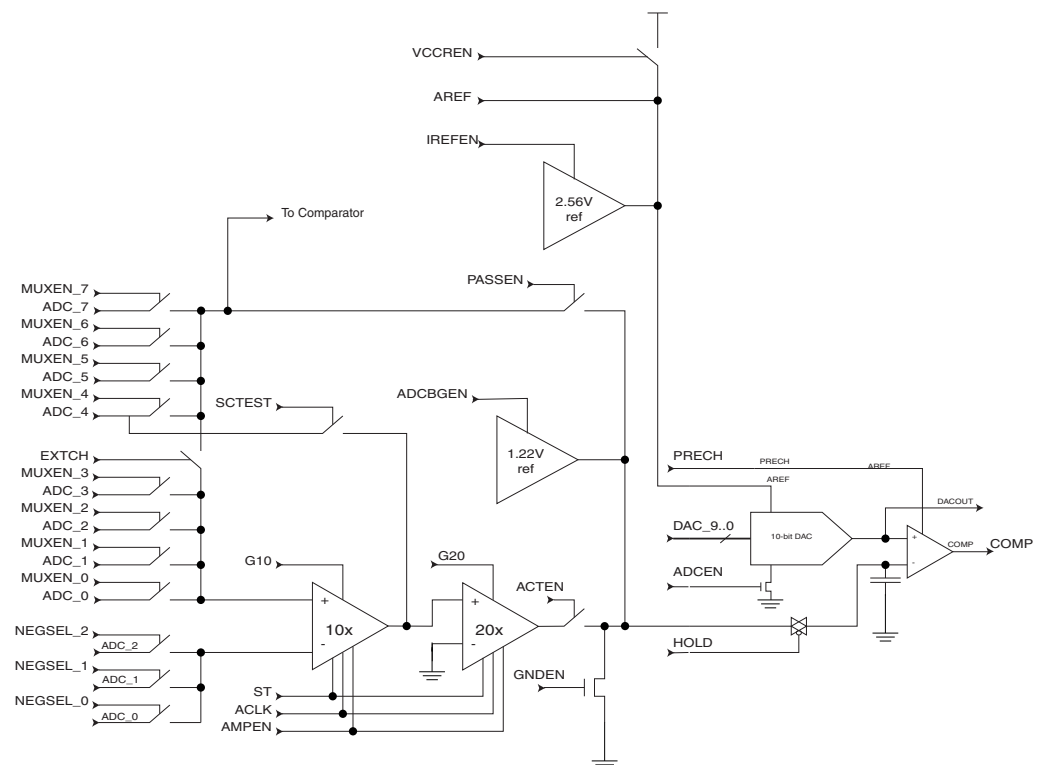 VCCREN
AREF
IREFEN
2.56V
ref
To Comparator
PASSEN
MUXEN_7
ADC_7
MUXEN_6
ADC_6
MUXEN_5
ADC_5
MUXEN_4
ADC_4
SCTEST
ADCBGEN
1.22V
ref
EXTCH
MUXEN_3
ADC_3
MUXEN_2
ADC_2
MUXEN_1
ADC_1
MUXEN_0
ADC_0
PRECH
PRECH
AREF
AREF
DACOUT
DAC_9..0
10-bit DAC
+
-
COMP
COMP
ADCEN
HOLD
G10
+
10x
-
G20
+
20x
-
ACTEN
GNDEN
NEGSEL_2
ADC_2
NEGSEL_1
ADC_1
NEGSEL_0
ADC_0
ST
ACLK
AMPEN